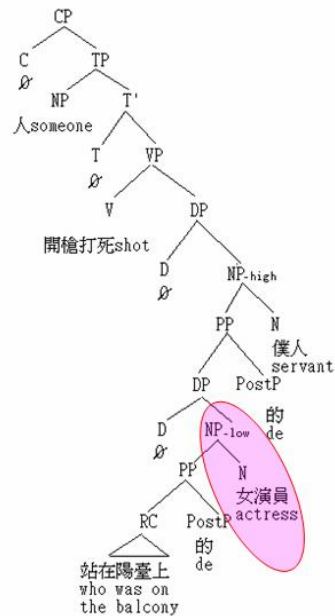 CP
C TP
∅ NP T'
人someone T VP
∅ V DP
開槍打死shot D NP-high
∅ PP N
僕人
servant
DP PostP
的
de
D NP-low
∅ PP N
女演員
actress
RC PostP
的
de
站在陽臺上
who was on
the balcony